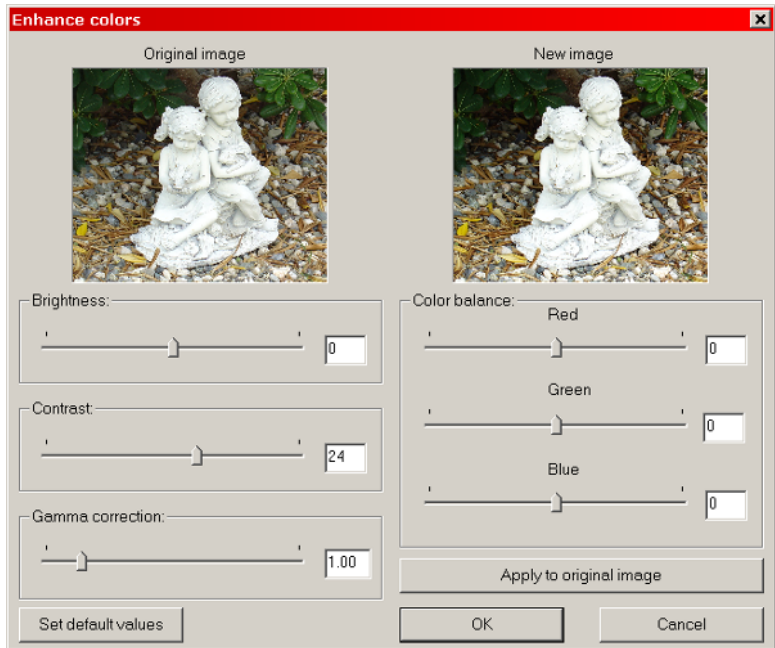 Enhance colors
Original image
New image
Brightness:
0
Contrast:
24
Gamma correction:
1.00
Set default values
Color balance:
Red
0
Green
0
Blue
0
Apply to original image
OK
Cancel